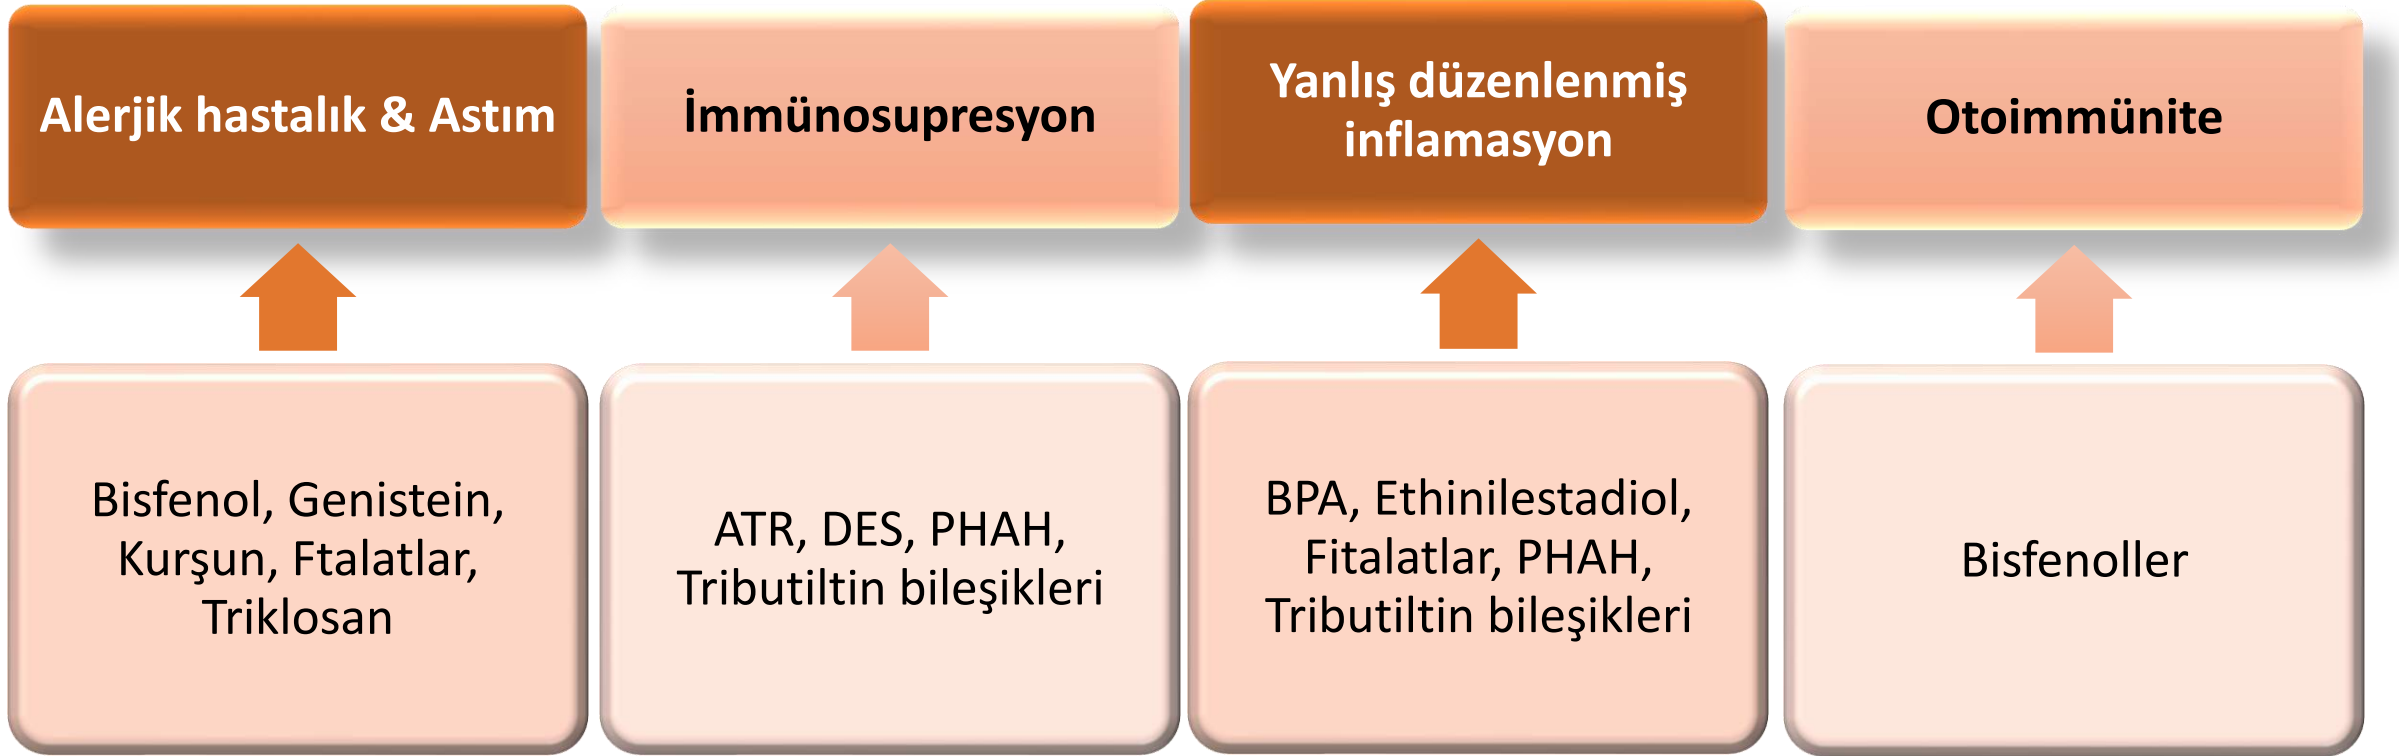 Alerjik hastalık & Astım
İmmünosupresyon
Yanlış düzenlenmiş
inflamasyon
Otoimmünite
Bisfenol, Genistein,
Kurşun, Ftalatlar,
Triklosan
ATR, DES, PHAH,
Tributiltin bileşikleri
BPA, Ethinilestadiol,
Fitalatlar, PHAH,
Tributiltin bileşikleri
Bisfenoller